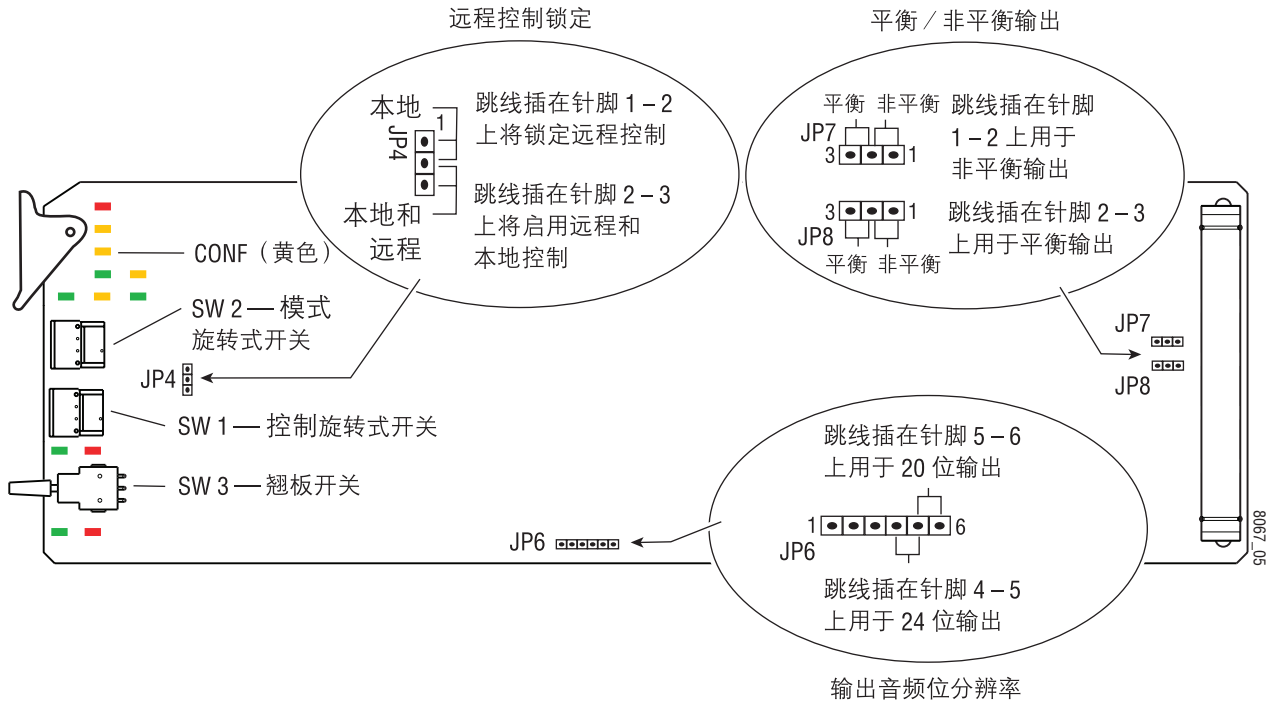 远程控制锁定
本地
1
JP4
本地和
远程
跳线插在针脚 1 – 2
上将锁定远程控制
跳线插在针脚 2 – 3
上将启用远程和
本地控制
平衡 / 非平衡输出
平衡 非平衡
JP7
3 1
跳线插在针脚
1 – 2 上用于
非平衡输出
3 1
JP8
平衡 非平衡
跳线插在针脚 2 – 3
上用于平衡输出
CONF（黄色）
SW 2 — 模式
旋转式开关
JP4
SW 1 — 控制旋转式开关
SW 3 — 翘板开关
JP7
JP8
JP6
跳线插在针脚 5 – 6
上用于 20 位输出
1 6
JP6
跳线插在针脚 4 – 5
上用于 24 位输出
输出音频位分辨率
8067_05